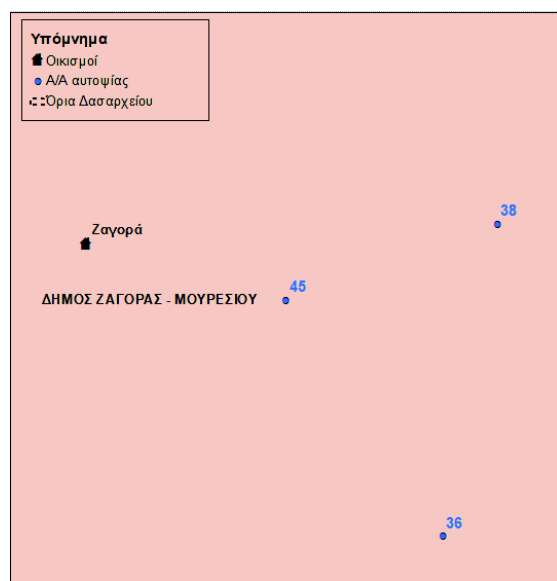 Υπόμνημα
Οικισμοί
Α/Α αυτοψίας
Όρια Δασαρχείου
38
Ζαγορά
45
ΔΗΜΟΣ ΖΑΓΟΡΑΣ - ΜΟΥΡΕΣΙΟΥ
36